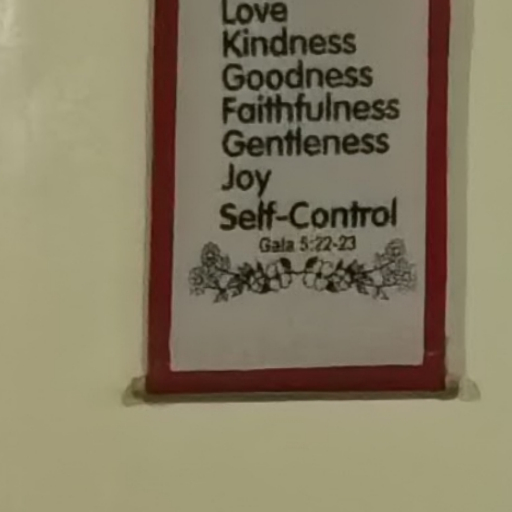 Love
Kindness
Goodness
Faithfulness
Gentleness
Joy
Self-Control
Gala 5:22-23